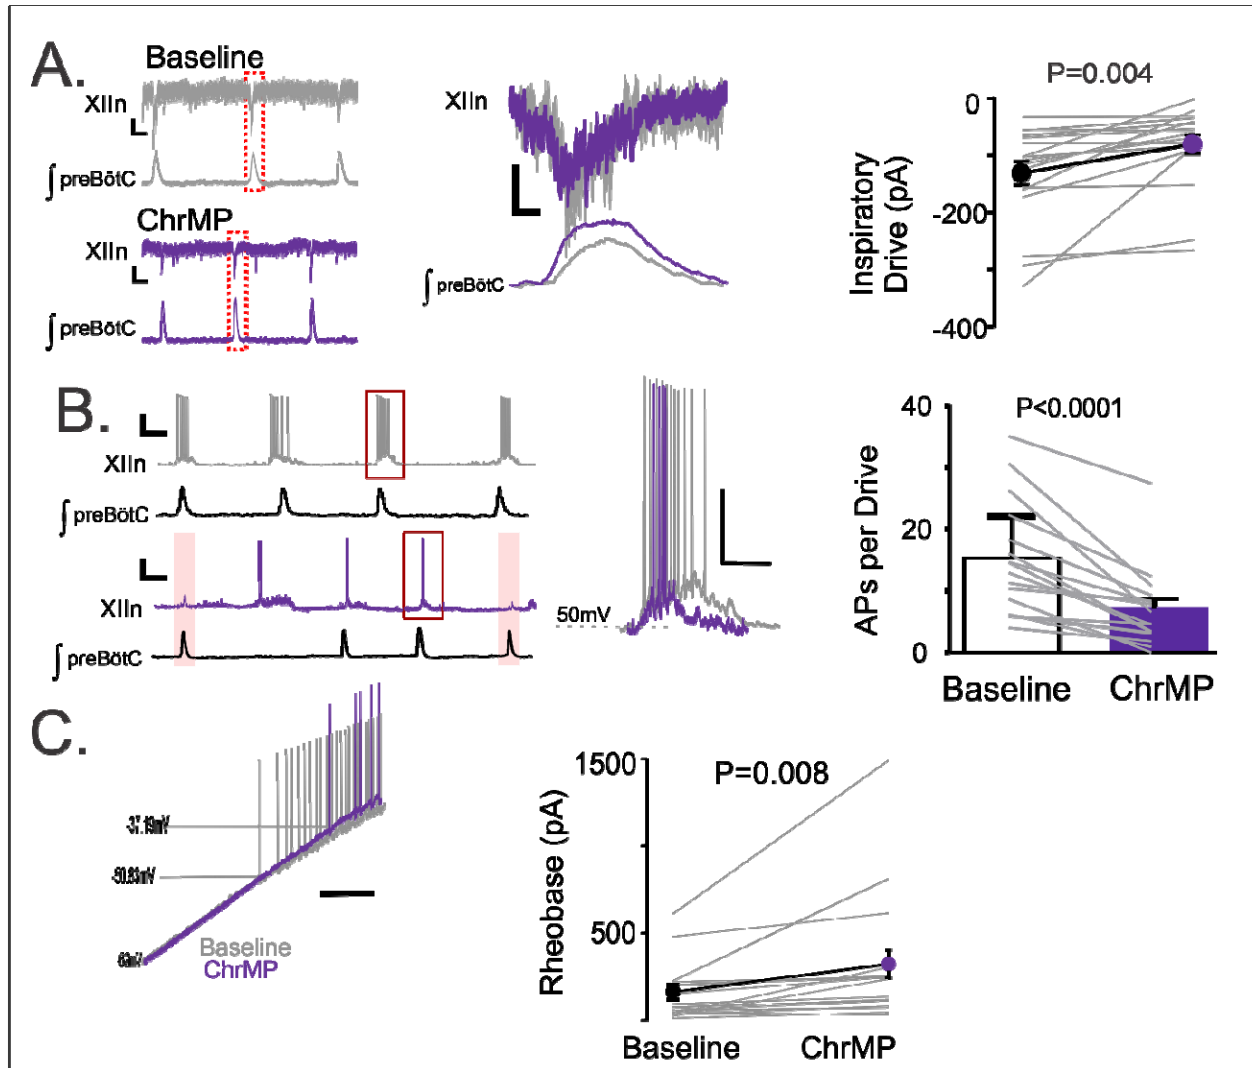 A.
Baseline
XIIn
∫ preBötC
ChrMP
XIIn
∫ preBötC
XIIn
∫ preBötC
P=0.004
Inspiratory
Drive (pA)
0
-200
-400
B.
XIIn
∫ preBötC
XIIn
∫ preBötC
50mV
P<0.0001
APs per Drive
40
20
0
Baseline ChrMP
C.
-37.19mV
Baseline
ChrMP
P=0.008
Rheobase (pA)
1500
500
Baseline ChrMP